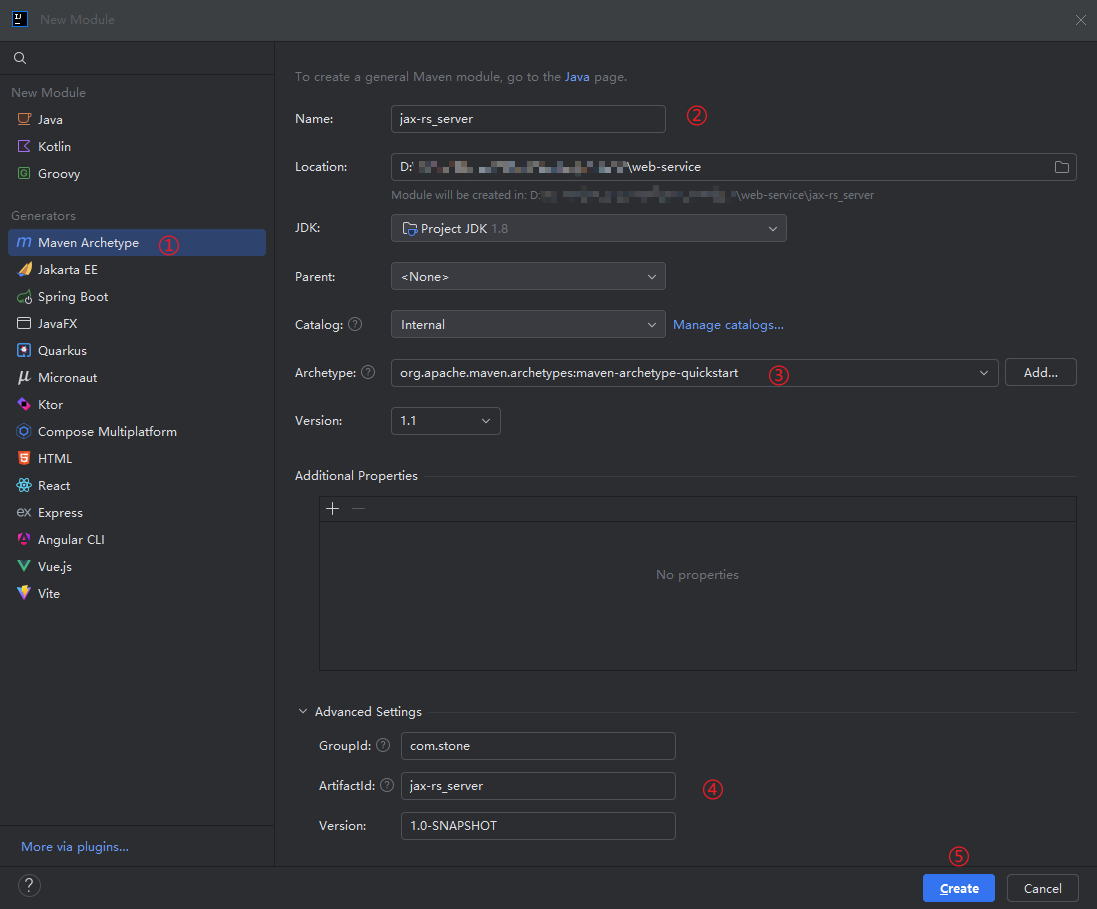 New Module
New Module
Java
Kotlin
Groovy
Generators
Maven Archetype ①
Jakarta EE
Spring Boot
JavaFX
Quarkus
Micronaut
Ktor
Compose Multiplatform
HTML
React
Express
Angular CLI
Vue.js
Vite
More via plugins...
To create a general Maven module, go to the Java page.
Name: jax-rs_server ②
Location: D:\web-service
Module will be created in: D:\web-service\jax-rs_server
JDK: Project JDK 1.8
Parent: <None>
Catalog: Internal Manage catalogs...
Archetype: org.apache.maven.archetypes:maven-archetype-quickstart ③ Add...
Version: 1.1
Additional Properties
No properties
Advanced Settings
GroupId: com.stone
ArtifactId: jax-rs_server ④
Version: 1.0-SNAPSHOT
⑤
Create Cancel